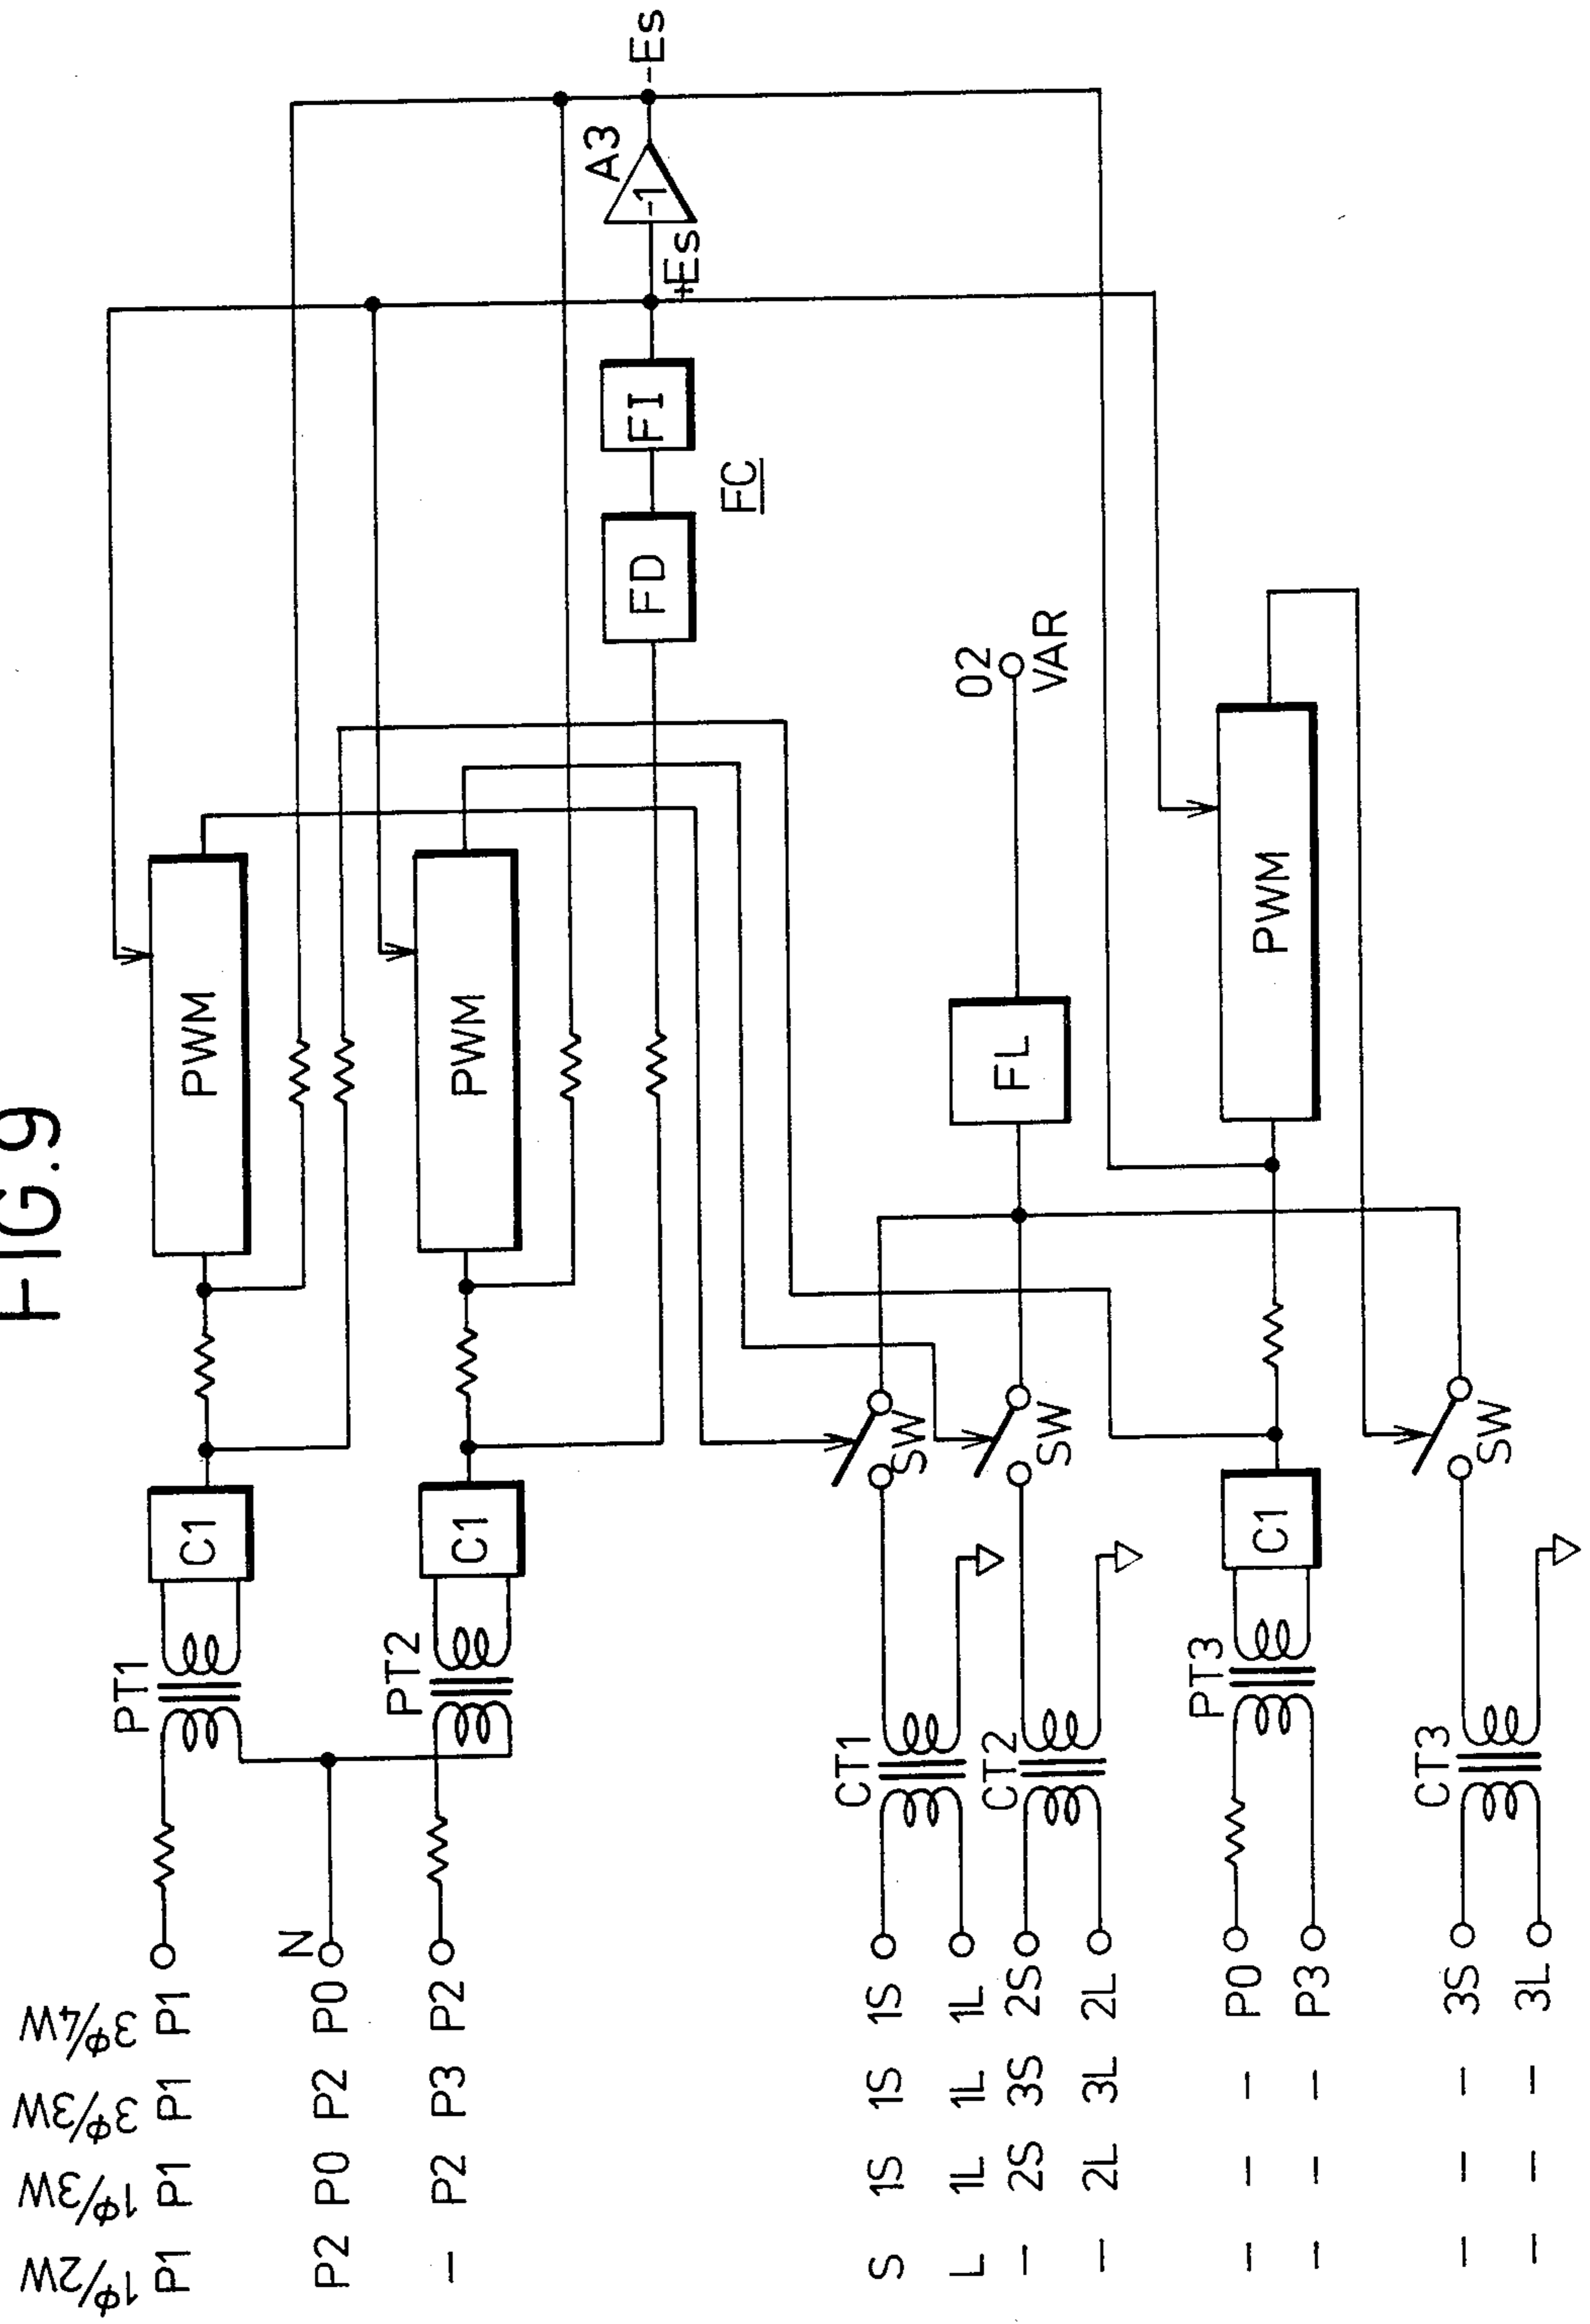 FIG.9
1ϕ/2W 1ϕ/3W 3ϕ/3W 3ϕ/4W
P1 P1 P1 P1
PT1
C1
PWM
N
P2 P0 P2 P0
- P2 P3 P2
PT2
C1
PWM
FD
FI
FC
+Es
-1
A3
-Es
S 1S 1S 1S
CT1
SW
L 1L 1L 1L
- 2S 3S 2S
CT2
SW
- 2L 3L 2L
FL
02
VAR
- - - P0
- - - P3
PT3
C1
PWM
- - - 3S
- - - 3L
CT3
SW